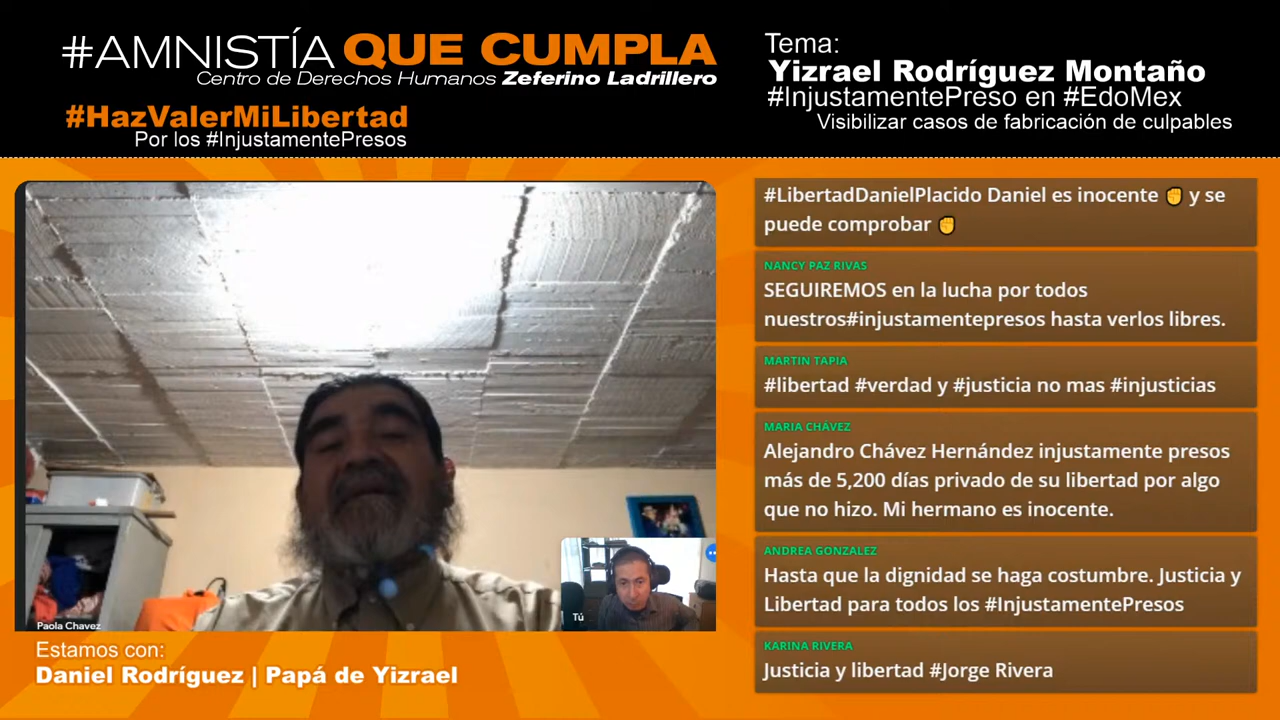 #AMNISTÍA QUE CUMPLA
Centro de Derechos Humanos Zeferino Ladrillero
#HazValerMiLibertad
Por los #InjustamentePresos
Tema:
Yizrael Rodríguez Montaño
#InjustamentePreso en #EdoMex
Visibilizar casos de fabricación de culpables
Paola Chavez
Tú
Estamos con:
Daniel Rodríguez | Papá de Yizrael
#LibertadDanielPlacido Daniel es inocente ✊ y se
puede comprobar ✊
NANCY PAZ RIVAS
SEGUIREMOS en la lucha por todos
nuestros#injustamentepresos hasta verlos libres.
MARTIN TAPIA
#libertad #verdad y #justicia no mas #injusticias
MARIA CHÁVEZ
Alejandro Chávez Hernández injustamente presos
más de 5,200 días privado de su libertad por algo
que no hizo. Mi hermano es inocente.
ANDREA GONZALEZ
Hasta que la dignidad se haga costumbre. Justicia y
Libertad para todos los #InjustamentePresos
KARINA RIVERA
Justicia y libertad #Jorge Rivera